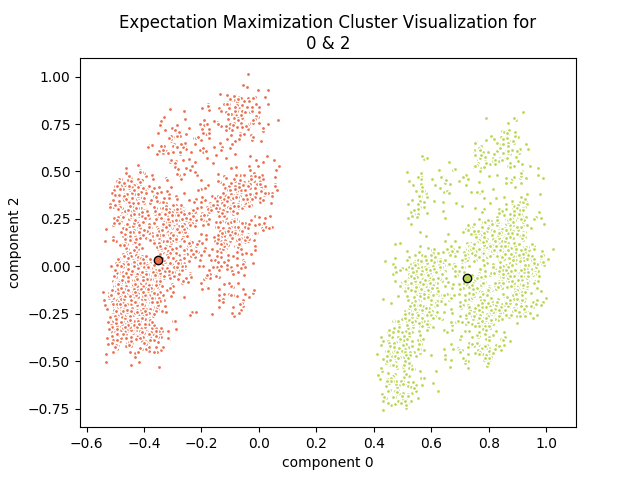 Expectation Maximization Cluster Visualization for
0 & 2
1.00
0.75
0.50
0.25
0.00
−0.25
−0.50
−0.75
component 2
−0.6 −0.4 −0.2 0.0 0.2 0.4 0.6 0.8 1.0
component 0